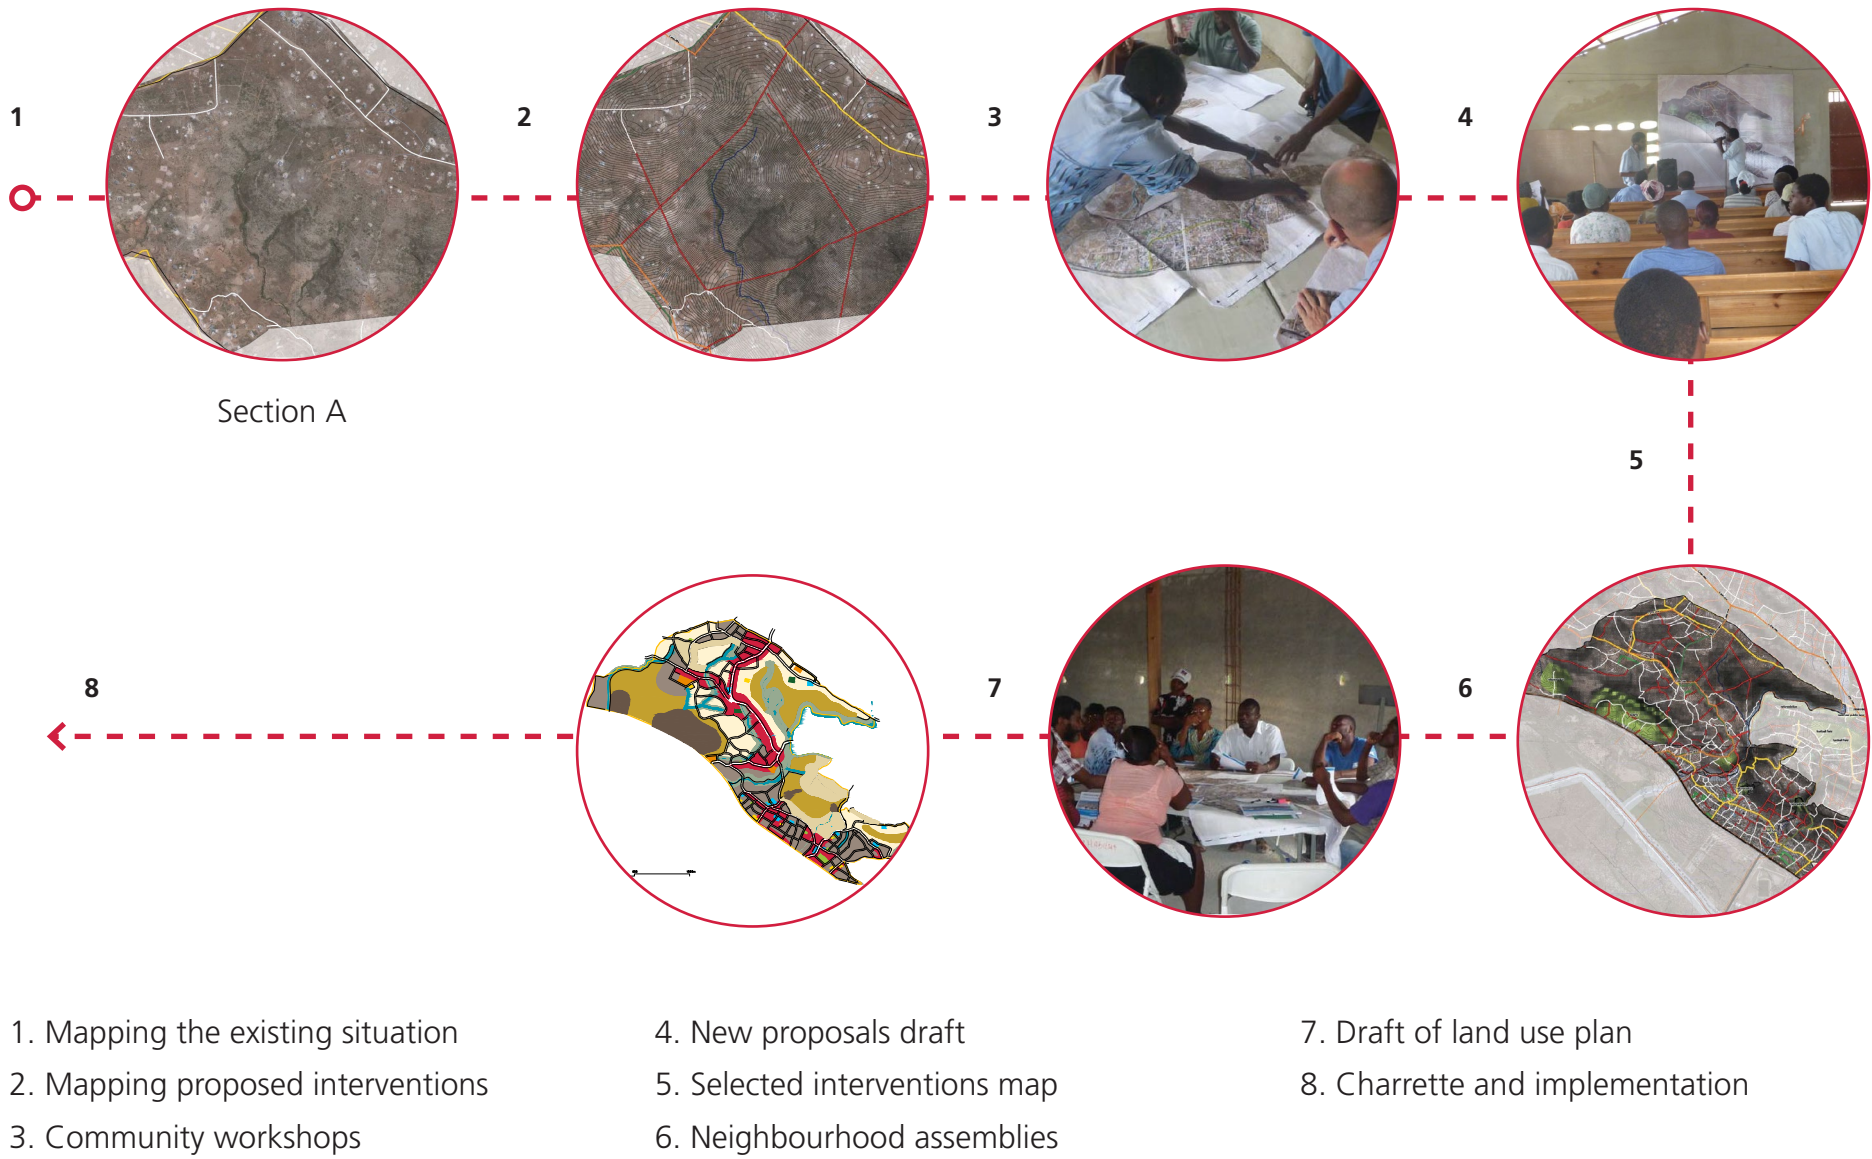 1
2
3
4
Section A
5
8
7
6
1. Mapping the existing situation
2. Mapping proposed interventions
3. Community workshops
4. New proposals draft
5. Selected interventions map
6. Neighbourhood assemblies
7. Draft of land use plan
8. Charrette and implementation